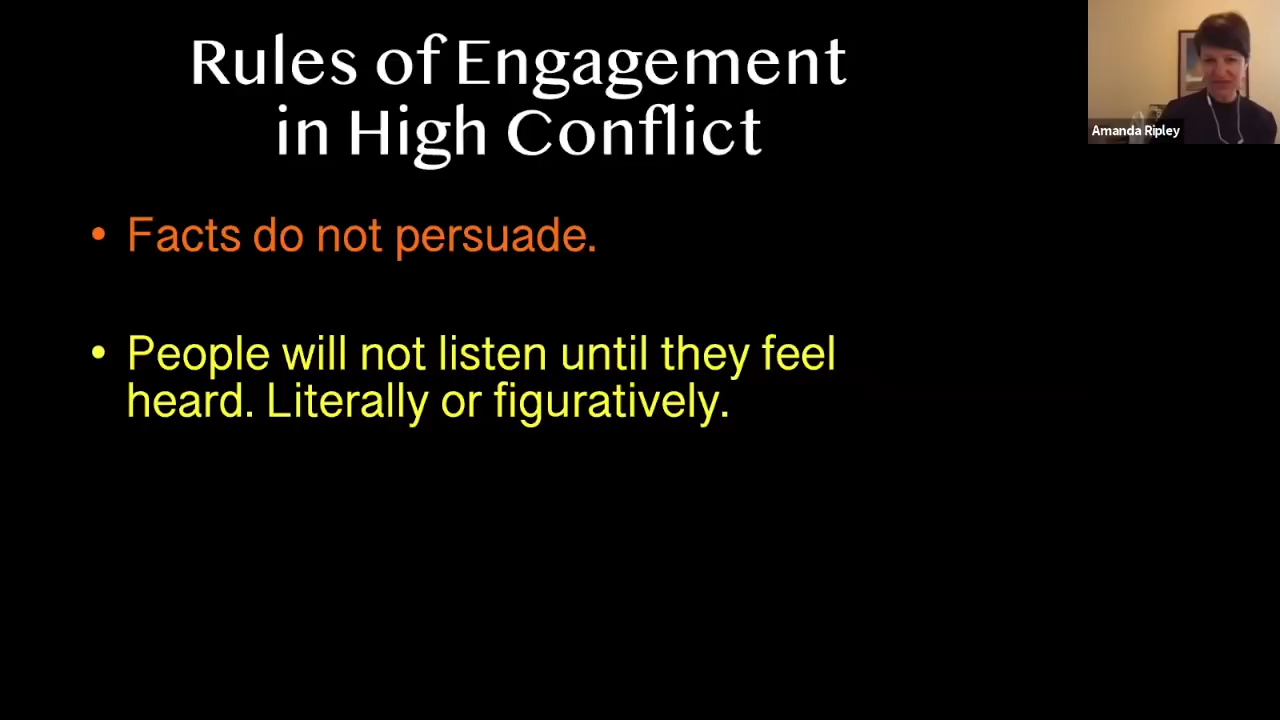 Rules of Engagement
in High Conflict
Amanda Ripley
• Facts do not persuade.
• People will not listen until they feel
heard. Literally or figuratively.